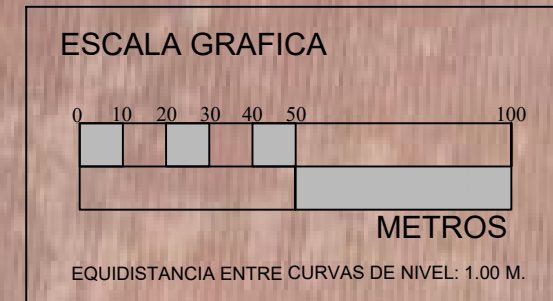 ESCALA GRAFICA
0 10 20 30 40 50 100
METROS
EQUIDISTANCIA ENTRE CURVAS DE NIVEL: 1.00 M.